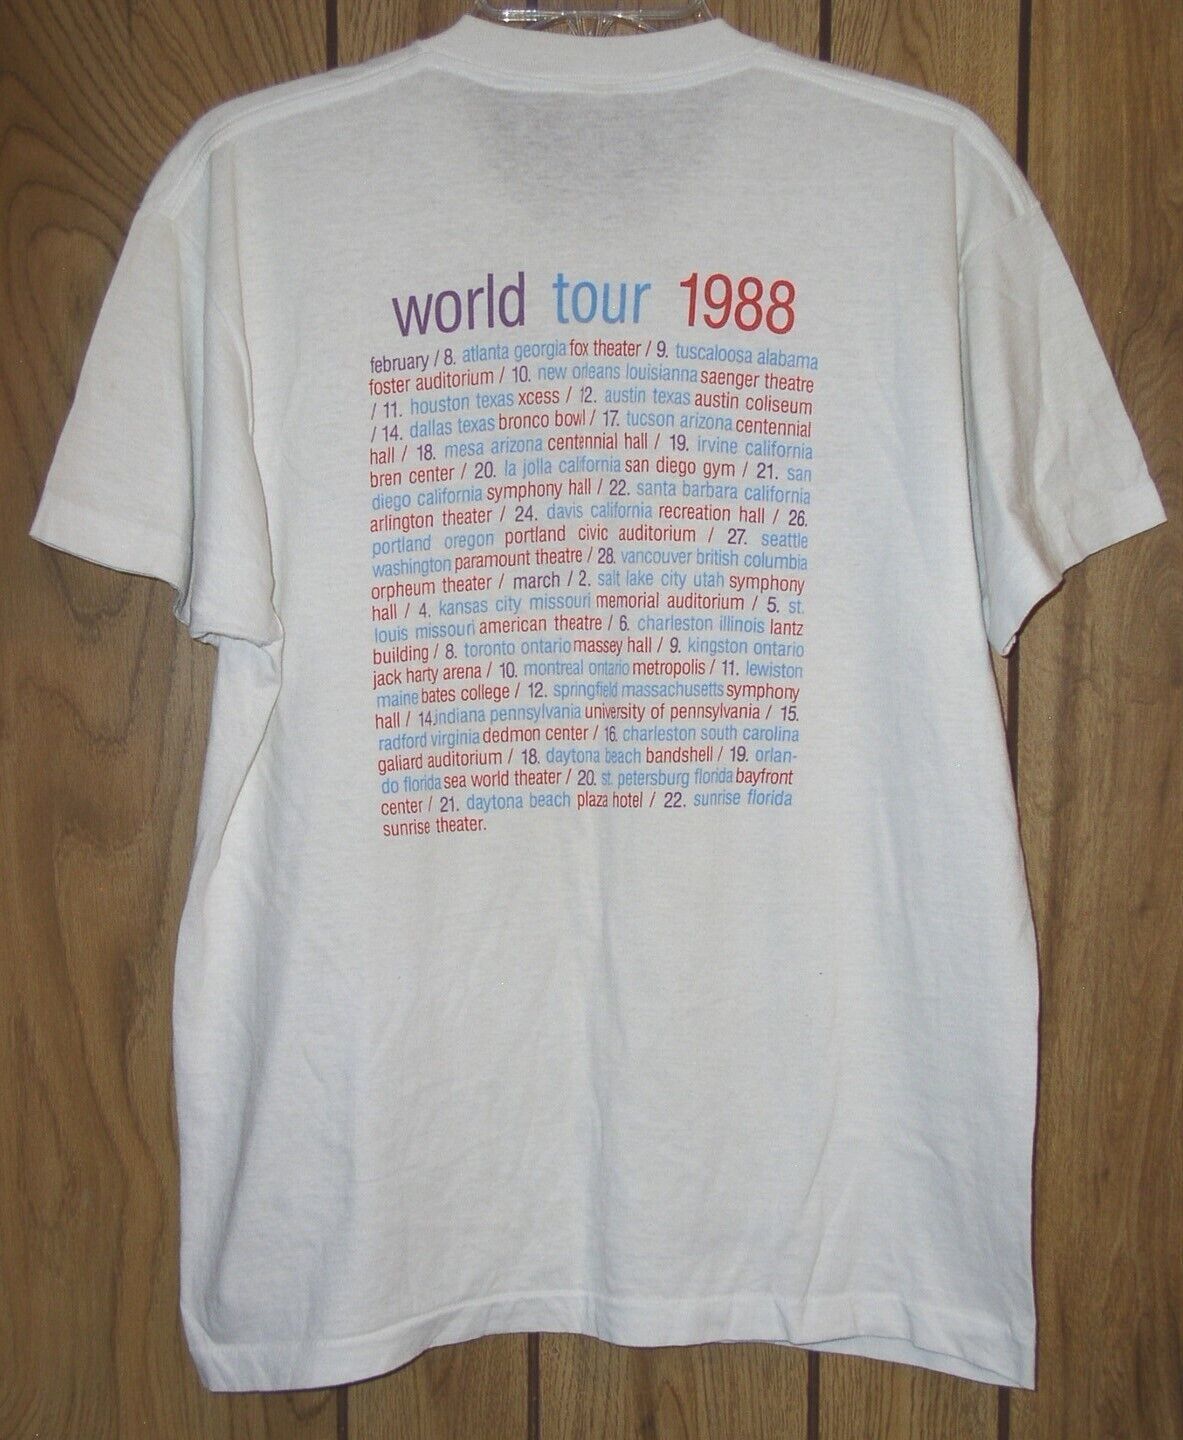 world tour 1988
february / 8. atlanta georgia fox theater / 9. tuscaloosa alabama
foster auditorium / 10. new orleans louisianna saenger theatre
/ 11. houston texas xcess / 12. austin texas austin coliseum
/ 14. dallas texas bronco bowl / 17. tucson arizona centennial
hall / 18. mesa arizona centennial hall / 19. irvine california
bren center / 20. la jolla california san diego gym / 21. san
diego california symphony hall / 22. santa barbara california
arlington theater / 24. davis california recreation hall / 26.
portland oregon portland civic auditorium / 27. seattle
washington paramount theatre / 28. vancouver british columbia
orpheum theater / march / 2. salt lake city utah symphony
hall / 4. kansas city missouri memorial auditorium / 5. st.
louis missouri american theatre / 6. charleston illinois lantz
building / 8. toronto ontario massey hall / 9. kingston ontario
jack harty arena / 10. montreal ontario metropolis / 11. lewiston
maine bates college / 12. springfield massachusetts symphony
hall / 14.indiana pennsylvania university of pennsylvania / 15.
radford virginia dedmon center / 16. charleston south carolina
galiard auditorium / 18. daytona beach bandshell / 19. orlan-
do florida sea world theater / 20. st. petersburg florida bayfront
center / 21. daytona beach plaza hotel / 22. sunrise florida
sunrise theater.